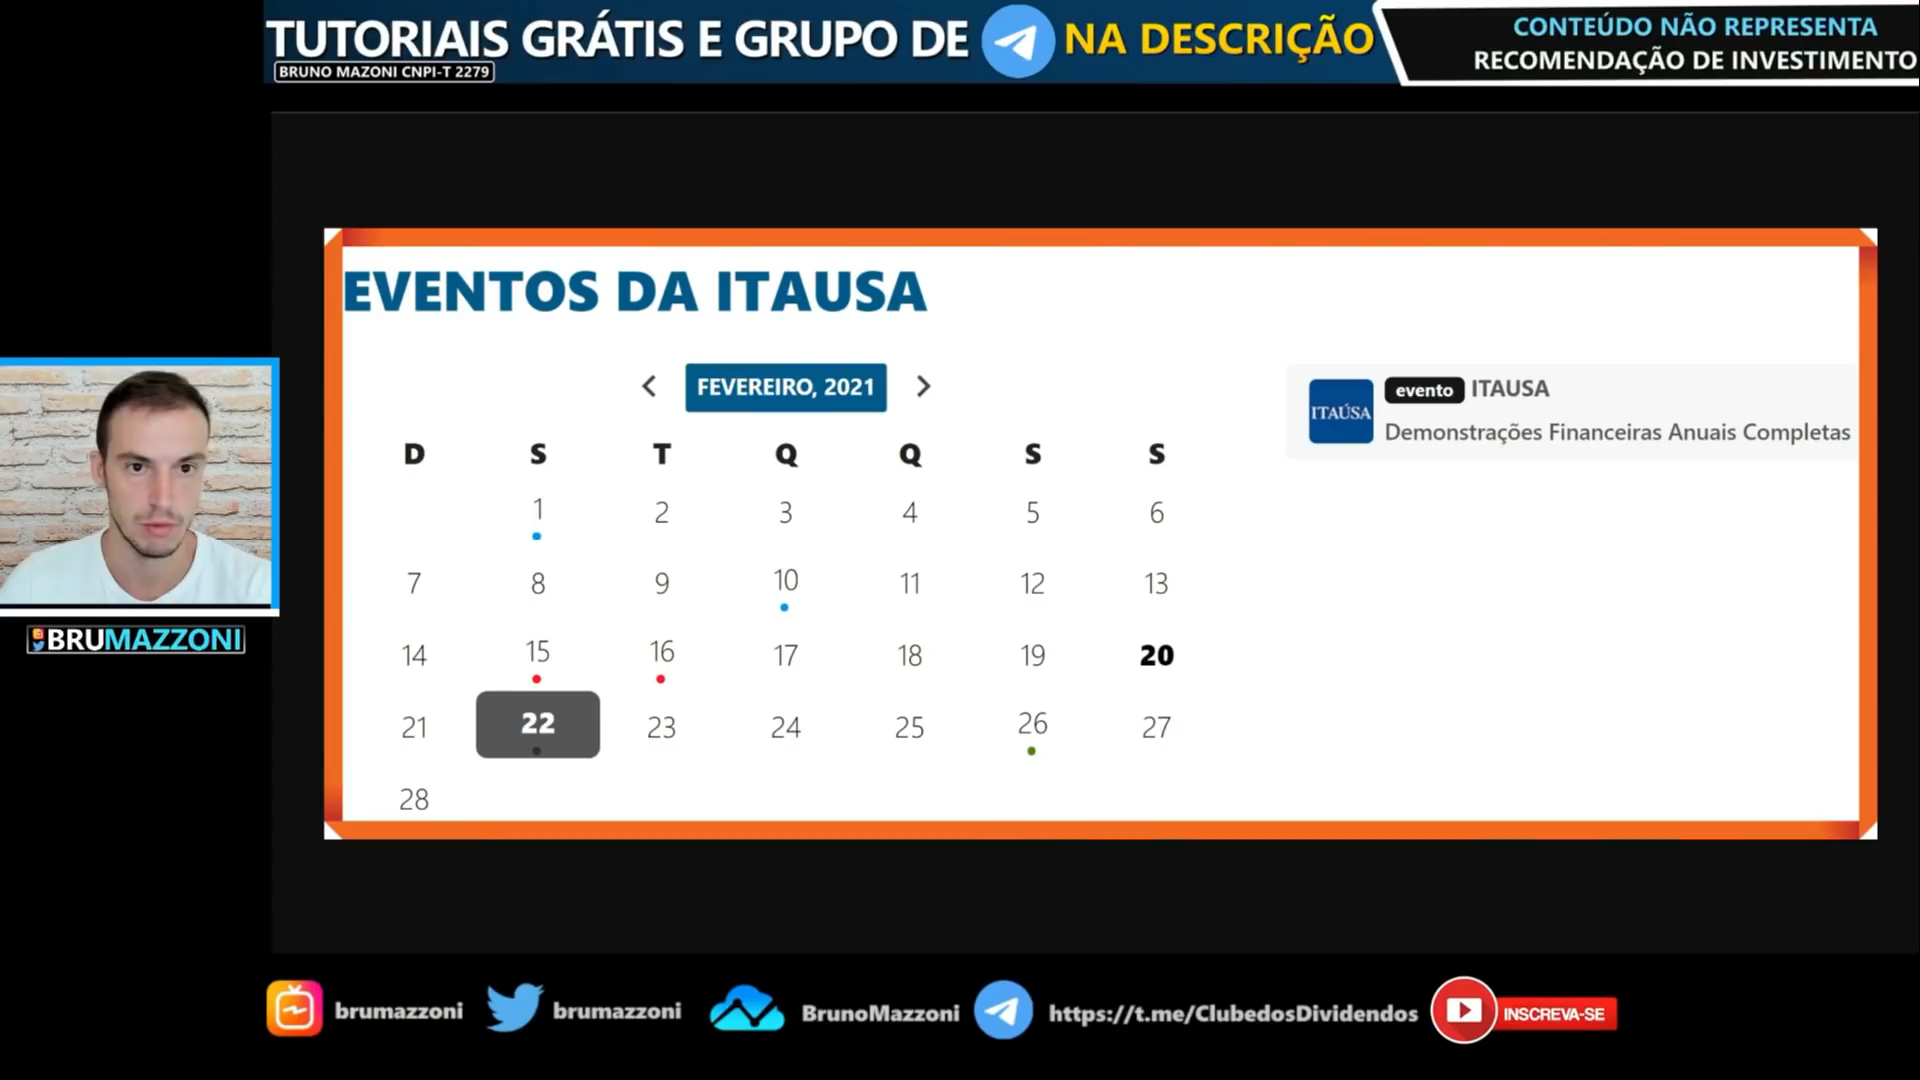 TUTORIAIS GRÁTIS E GRUPO DE NA DESCRIÇÃO
BRUNO MAZONI CNPI-T 2279
CONTEÚDO NÃO REPRESENTA
RECOMENDAÇÃO DE INVESTIMENTO
EVENTOS DA ITAUSA
FEVEREIRO, 2021
D S T Q Q S S
1 2 3 4 5 6
7 8 9 10 11 12 13
14 15 16 17 18 19 20
21 22 23 24 25 26 27
28
ITAÚSA
evento ITAUSA
Demonstrações Financeiras Anuais Completas
BRUMAZZONI
brumazzoni
brumazzoni
BrunoMazzoni
https://t.me/ClubedosDividendos
INSCREVA-SE